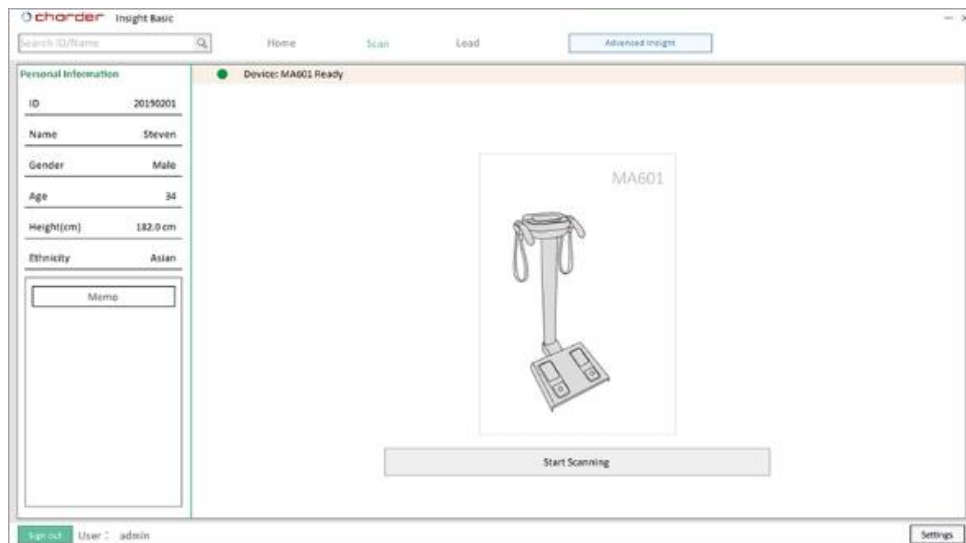 charder Insight Basic
Search ID/Name
Home Scan Lead Advanced Insight
Personal Information
Device: MA601 Ready
ID 20190201
Name Steven
Gender Male
Age 34
Height(cm) 182.0 cm
Ethnicity Asian
Memo
MA601
Start Scanning
Sign out User : admin
Settings